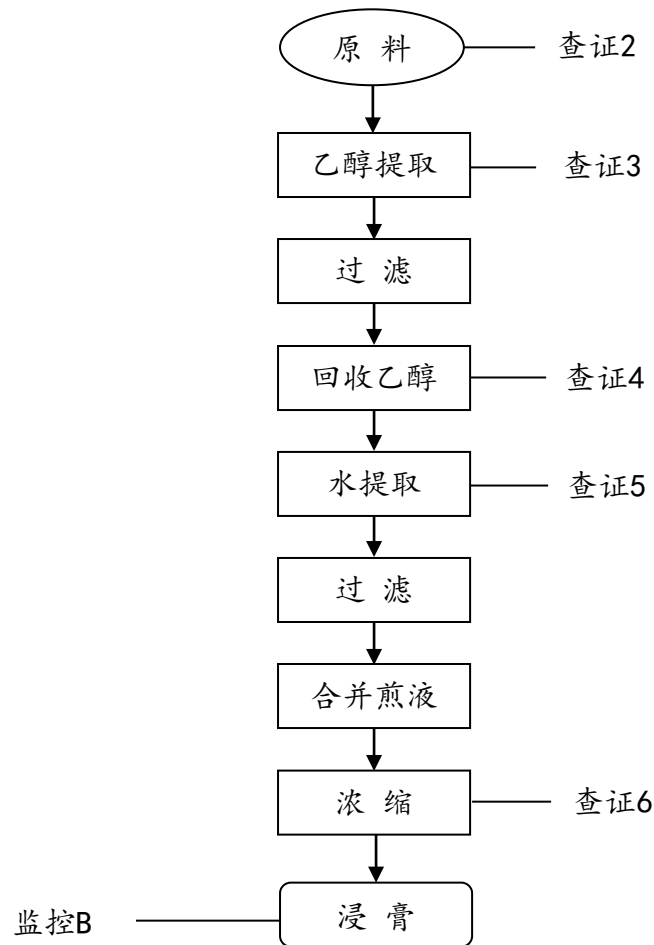 原 料 查证2
乙醇提取 查证3
过 滤
回收乙醇 查证4
水提取 查证5
过 滤
合并煎液
浓 缩 查证6
监控B 浸 膏